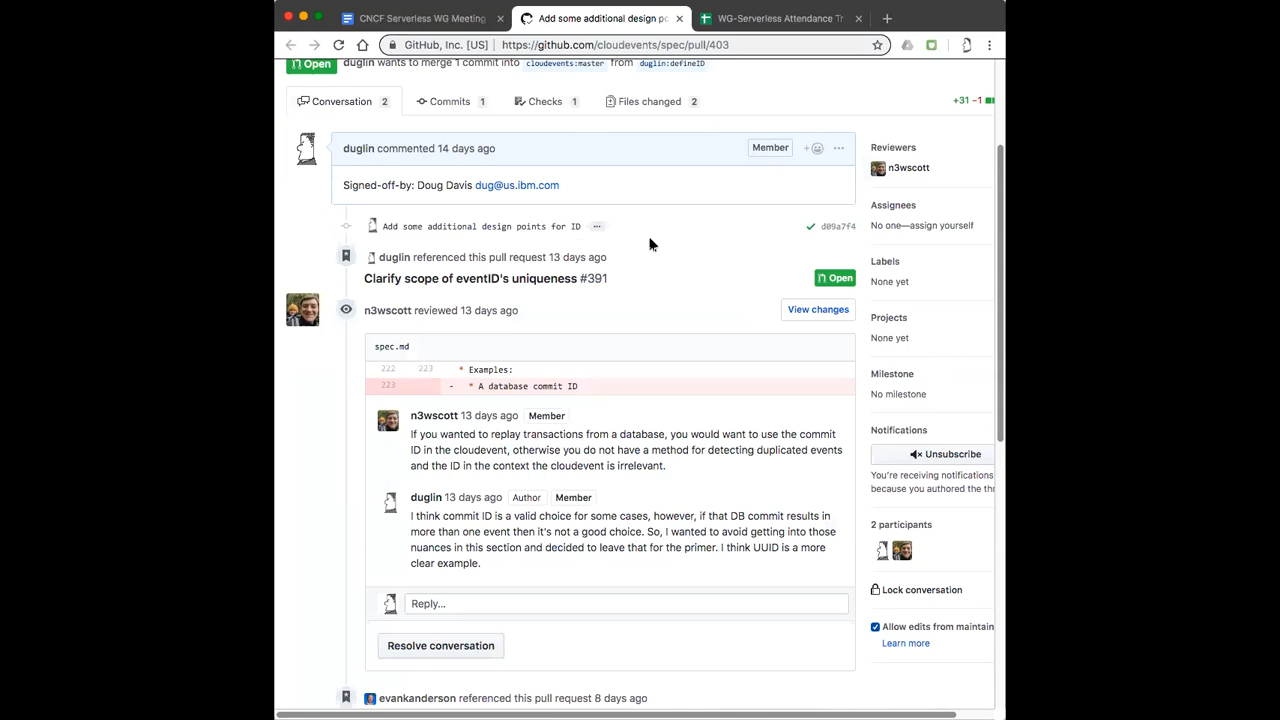 CNCF Serverless WG Meeting
Add some additional design po
WG-Serverless Attendance Tr
GitHub, Inc. [US] https://github.com/cloudevents/spec/pull/403
Open
duglin wants to merge 1 commit into cloudevents:master from duglin:defineID
Conversation 2
Commits 1
Checks 1
Files changed 2
+31 −1
duglin commented 14 days ago
Member
Signed-off-by: Doug Davis dug@us.ibm.com
Add some additional design points for ID
d09a7f4
duglin referenced this pull request 13 days ago
Clarify scope of eventID's uniqueness #391
Open
n3wscott reviewed 13 days ago
View changes
spec.md
222 223 * Examples:
223 - * A database commit ID
n3wscott 13 days ago Member
If you wanted to replay transactions from a database, you would want to use the commit
ID in the cloudevent, otherwise you do not have a method for detecting duplicated events
and the ID in the context the cloudevent is irrelevant.
duglin 13 days ago Author Member
I think commit ID is a valid choice for some cases, however, if that DB commit results in
more than one event then it's not a good choice. So, I wanted to avoid getting into those
nuances in this section and decided to leave that for the primer. I think UUID is a more
clear example.
Reply...
Resolve conversation
evankanderson referenced this pull request 8 days ago
Reviewers
n3wscott
Assignees
No one—assign yourself
Labels
None yet
Projects
None yet
Milestone
No milestone
Notifications
Unsubscribe
You're receiving notifications
because you authored the thr
2 participants
Lock conversation
Allow edits from maintain
Learn more